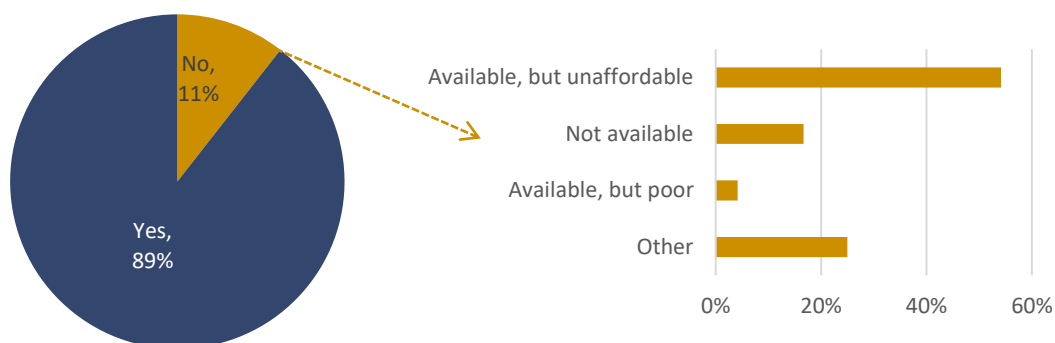 No,
11%
Yes,
89%
Available, but unaffordable
Not available
Available, but poor
Other
0% 20% 40% 60%